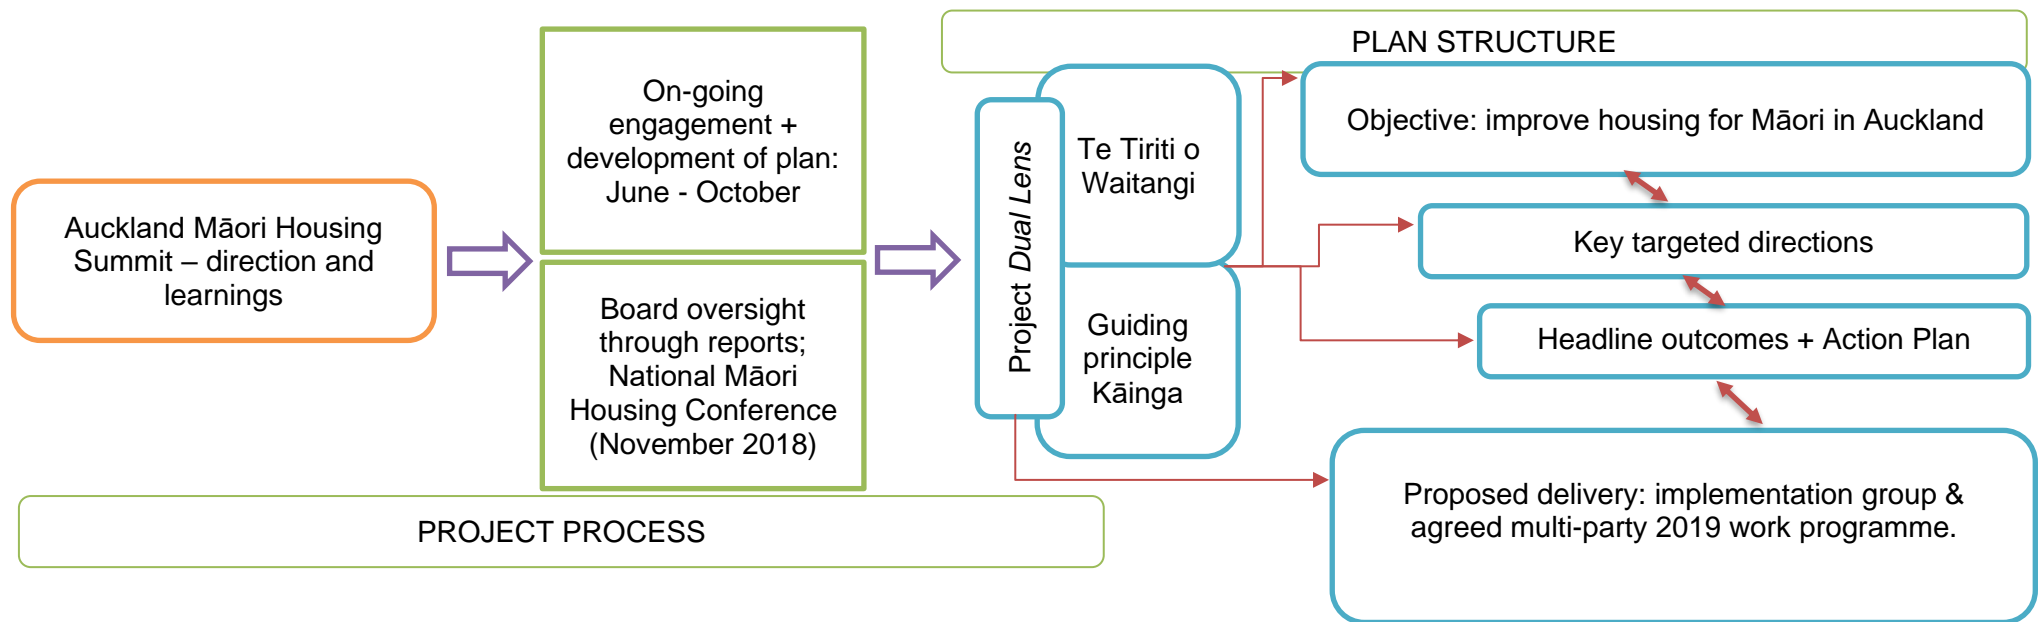 PLAN STRUCTURE
Auckland Māori Housing
Summit – direction and
learnings
On-going
engagement +
development of plan:
June - October
Board oversight
through reports;
National Māori
Housing Conference
(November 2018)
PROJECT PROCESS
Project Dual Lens
Te Tiriti o
Waitangi
Guiding
principle
Kāinga
Objective: improve housing for Māori in Auckland
Key targeted directions
Headline outcomes + Action Plan
Proposed delivery: implementation group &
agreed multi-party 2019 work programme.